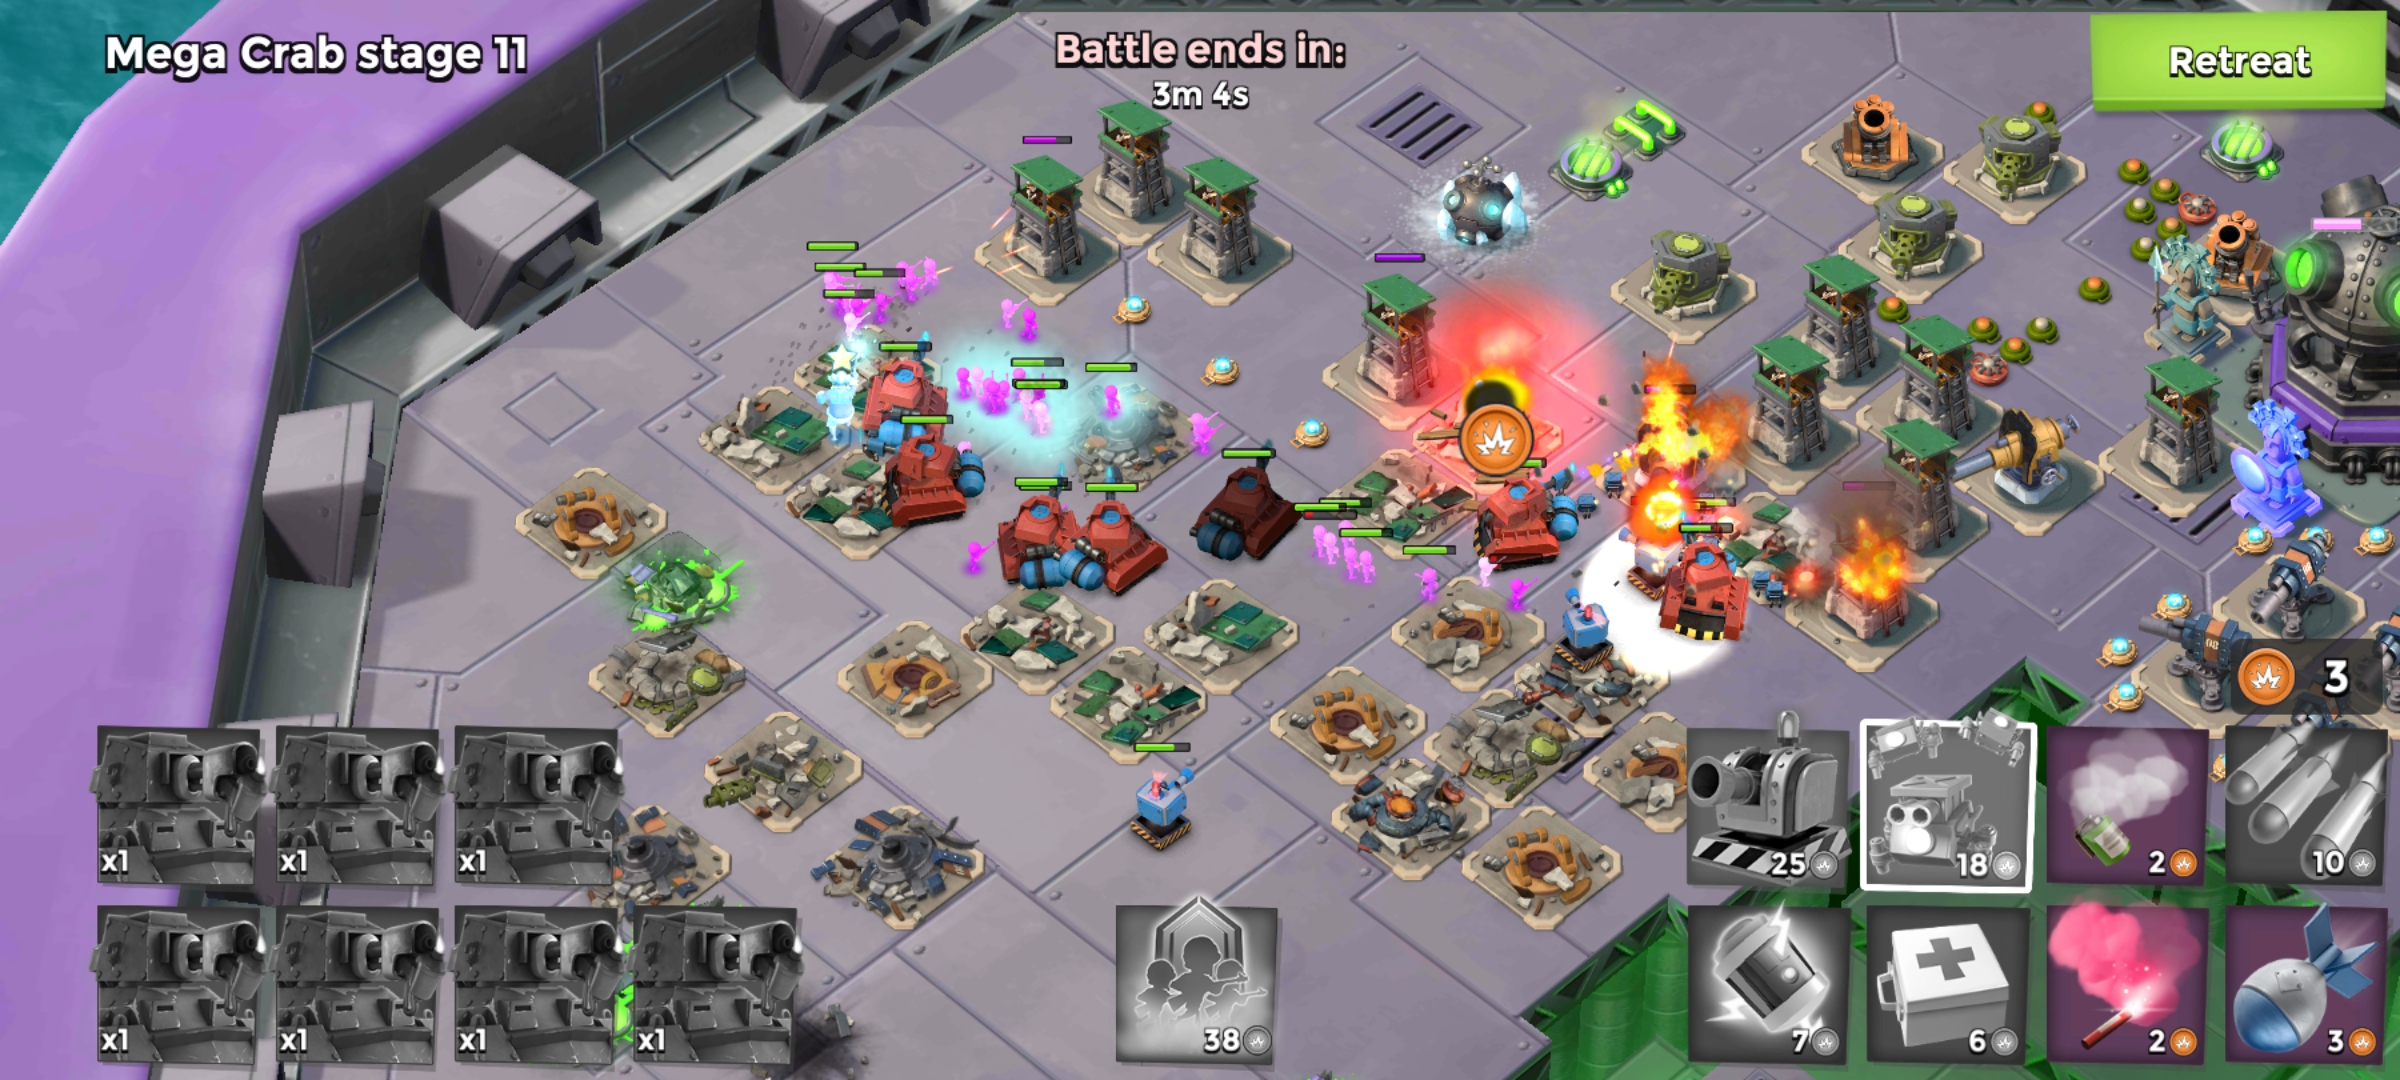 Mega Crab stage 11
Battle ends in:
3m 4s
Retreat
3
x1
x1
x1
25
18
2
10
x1
x1
x1
x1
38
7
6
2
3